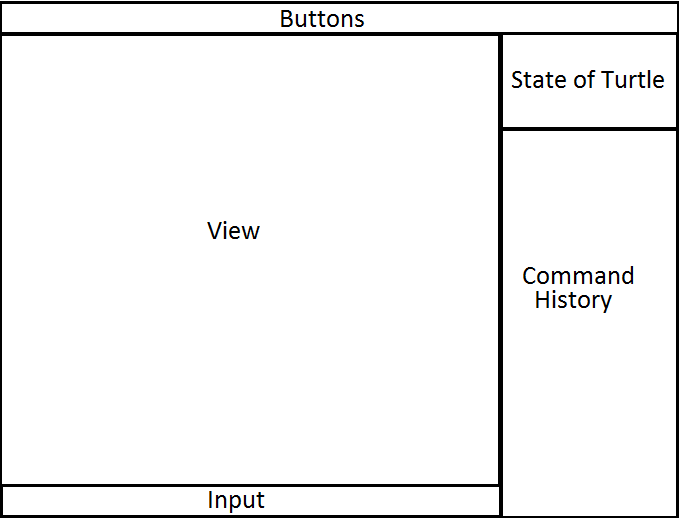 Buttons
State of Turtle
View
Command
History
Input